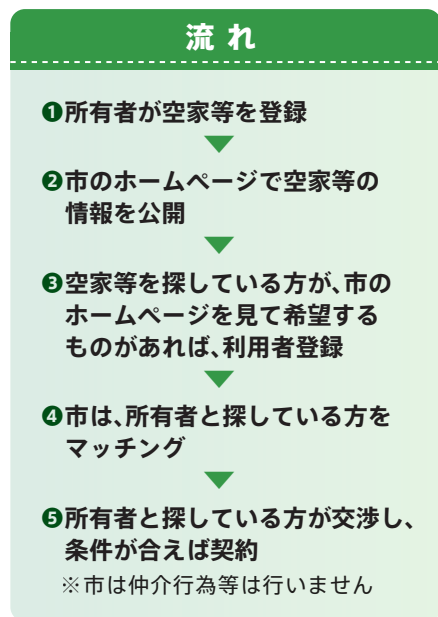 流れ
❶所有者が空家等を登録
❷市のホームページで空家等の
情報を公開
❸空家等を探している方が、市の
ホームページを見て希望する
ものがあれば、利用者登録
❹市は、所有者と探している方を
マッチング
❺所有者と探している方が交渉し、
条件が合えば契約
※市は仲介行為等は行いません